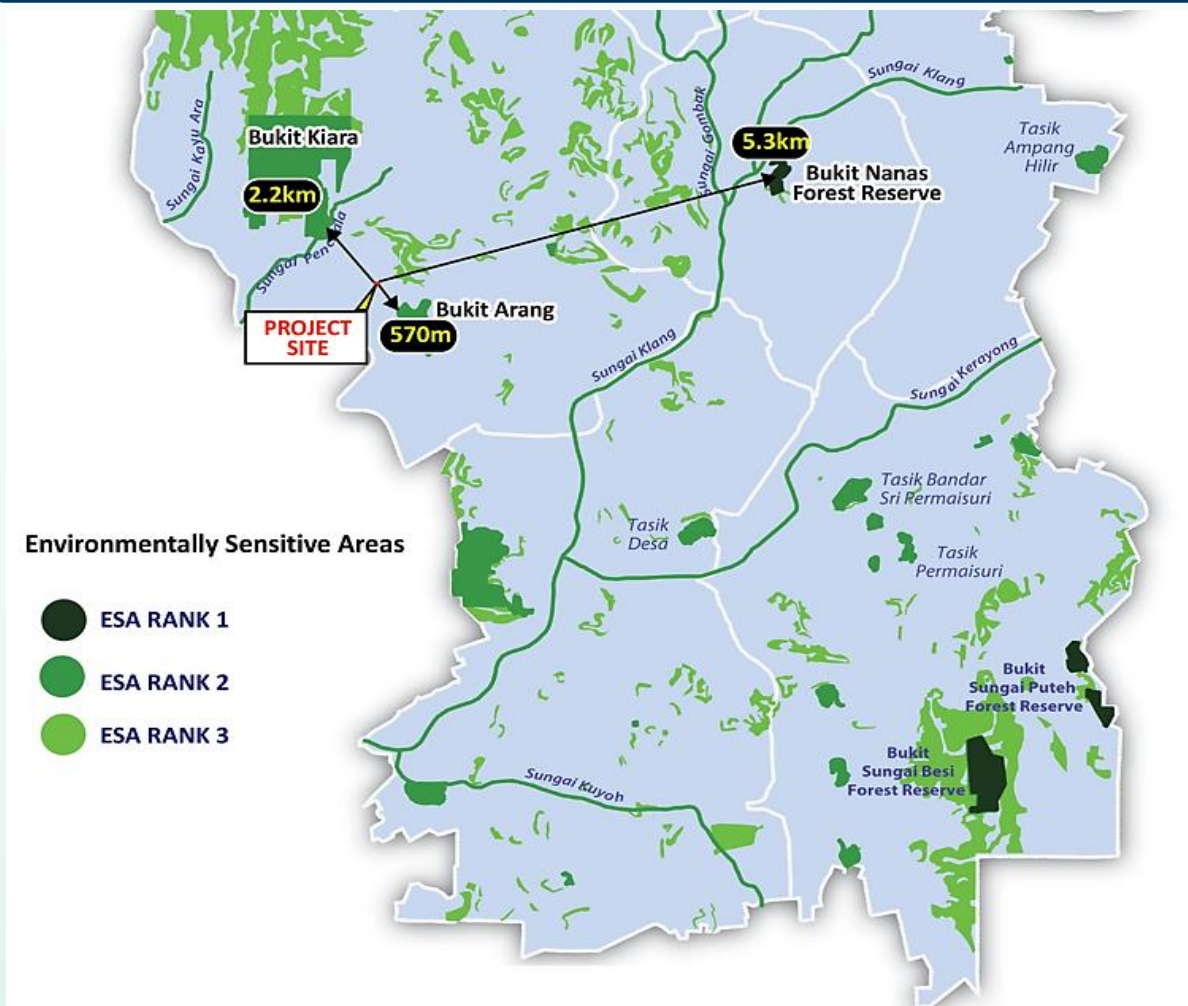 Sungai Klang
Sungai Kayu Ara
Sungai Gombak
Tasik
Ampang
Hilir
Bukit Kiara
5.3km
Bukit Nanas
Forest Reserve
2.2km
Sungai Penchala
Bukit Arang
PROJECT
SITE
570m
Sungai Klang
Sungai Kerayong
Tasik Bandar
Sri Permaisuri
Tasik
Desa
Tasik
Permaisuri
Environmentally Sensitive Areas
ESA RANK 1
ESA RANK 2
ESA RANK 3
Bukit
Sungai Puteh
Forest Reserve
Bukit
Sungai Besi
Forest Reserve
Sungai Kuyoh